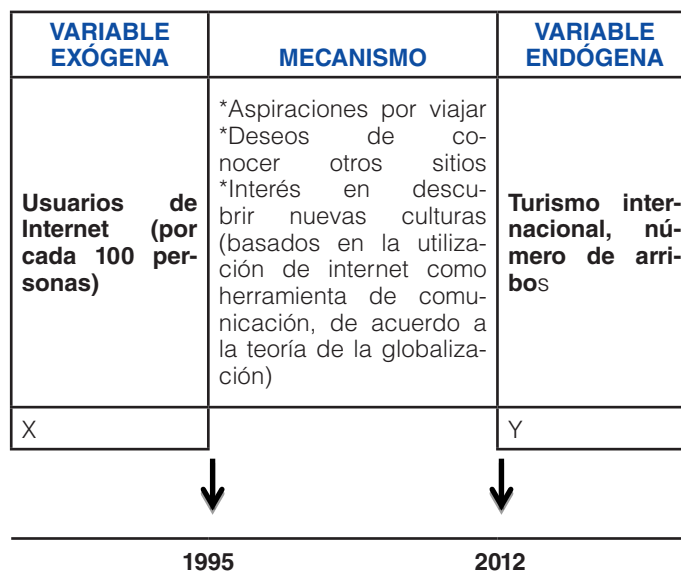 VARIABLE
EXÓGENA
MECANISMO
VARIABLE
ENDÓGENA
Usuarios de
Internet (por
cada 100 per-
sonas)
*Aspiraciones por viajar
*Deseos de co-
nocer otros sitios
*Interés en descu-
brir nuevas culturas
(basados en la utiliza-
ción de internet como
herramienta de comu-
nicación, de acuerdo a
la teoría de la globaliza-
ción)
Turismo inter-
nacional, nú-
mero de arri-
bos
X
Y
1995
2012